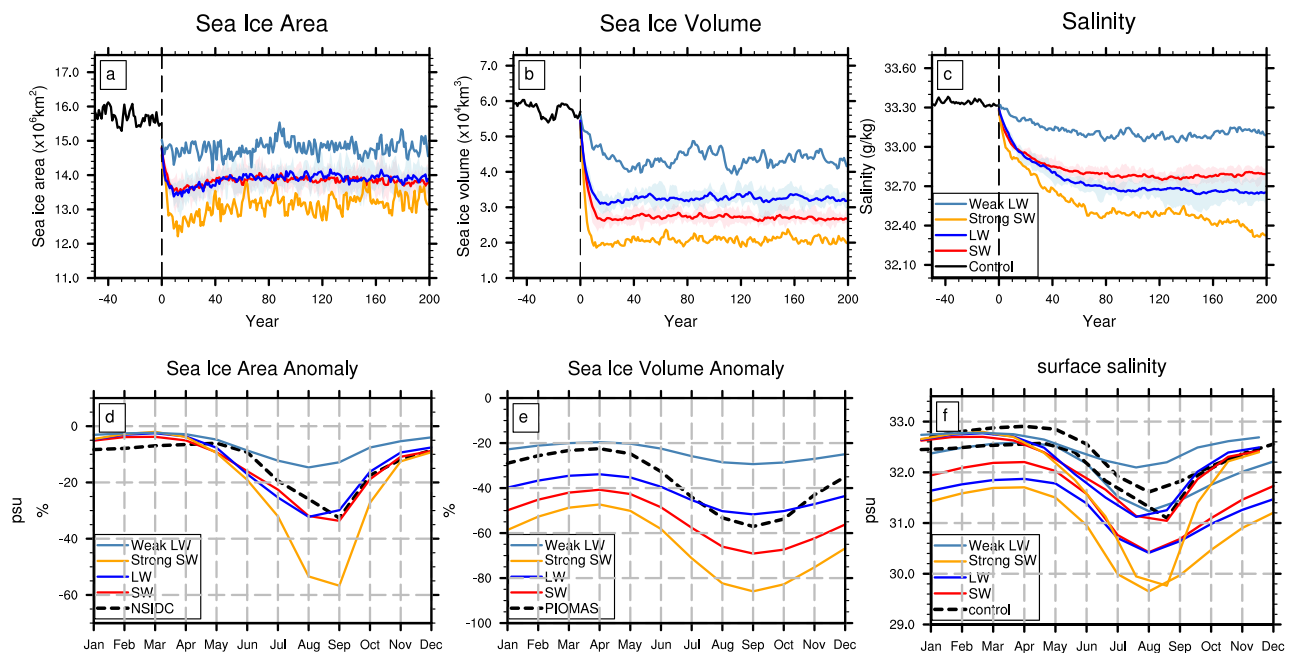 Sea Ice Area
Sea Ice Volume
Salinity
a
17.0
16.0
15.0
14.0
13.0
12.0
11.0
Sea ice area (x10⁶km²)
-40 0 40 80 120 160 200
Year
b
7.0
6.0
5.0
4.0
3.0
2.0
1.0
Sea ice volume (x10⁴km³)
-40 0 40 80 120 160 200
Year
c
33.60
33.30
33.00
32.70
32.40
32.10
Salinity (g/kg)
Weak LW
Strong SW
LW
SW
Control
-40 0 40 80 120 160 200
Year
Sea Ice Area Anomaly
Sea Ice Volume Anomaly
surface salinity
d
0
-20
-40
-60
psu
%
Weak LW
Strong SW
LW
SW
NSIDC
Jan Feb Mar Apr May Jun Jul Aug Sep Oct Nov Dec
e
0
-20
-40
-60
-80
-100
%
Weak LW
Strong SW
LW
SW
PIOMAS
Jan Feb Mar Apr May Jun Jul Aug Sep Oct Nov Dec
f
33.0
32.0
31.0
30.0
29.0
psu
Weak LW
Strong SW
LW
SW
control
Jan Feb Mar Apr May Jun Jul Aug Sep Oct Nov Dec